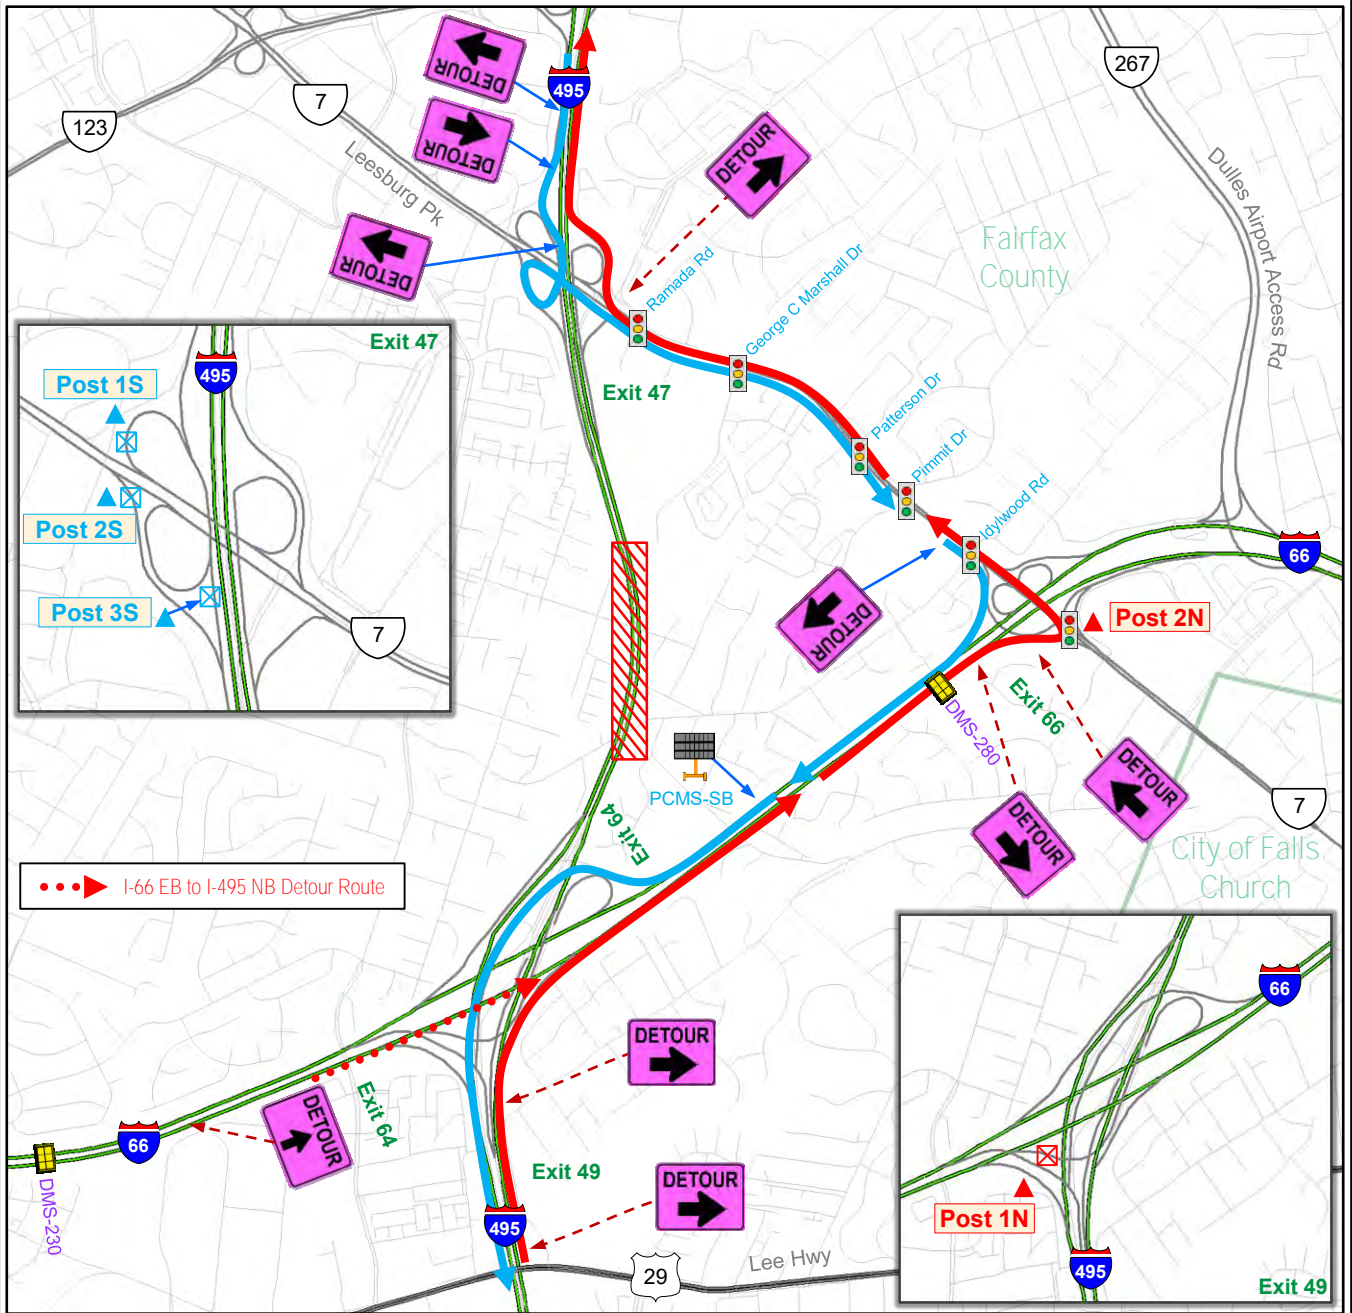 DETOUR
495
267
7
123
DETOUR
DETOUR
Leesburg Pk
Dulles Airport Access Rd
Fairfax
County
DETOUR
Ramada Rd
George C Marshall Dr
Exit 47
495
Post 1S
Post 2S
Post 3S
7
Exit 47
Patterson Dr
Pimmit Dr
Idylwood Rd
66
DETOUR
Post 2N
Exit 66
DMS-280
PCMS-SB
DETOUR
DETOUR
7
City of Falls
Church
Exit 64
I-66 EB to I-495 NB Detour Route
66
Post 1N
495
Exit 49
DETOUR
Exit 64
DETOUR
66
DMS-230
Exit 49
DETOUR
495
29
Lee Hwy